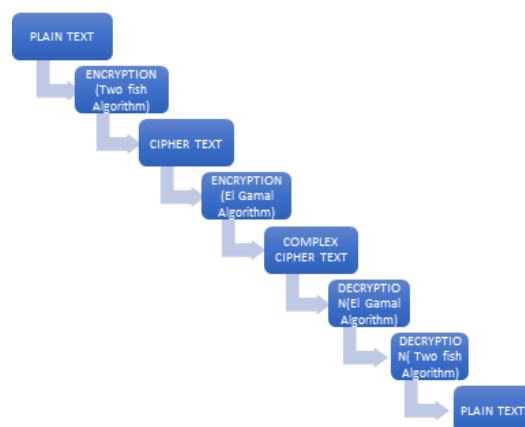 PLAIN TEXT
ENCRYPTION
(Two fish
Algorithm)
CIPHER TEXT
ENCRYPTION
(El Gamal
Algorithm)
COMPLEX
CIPHER TEXT
DECRYPTIO
N(El Gamal
Algorithm)
DECRYPTIO
N( Two fish
Algorithm)
PLAIN TEXT